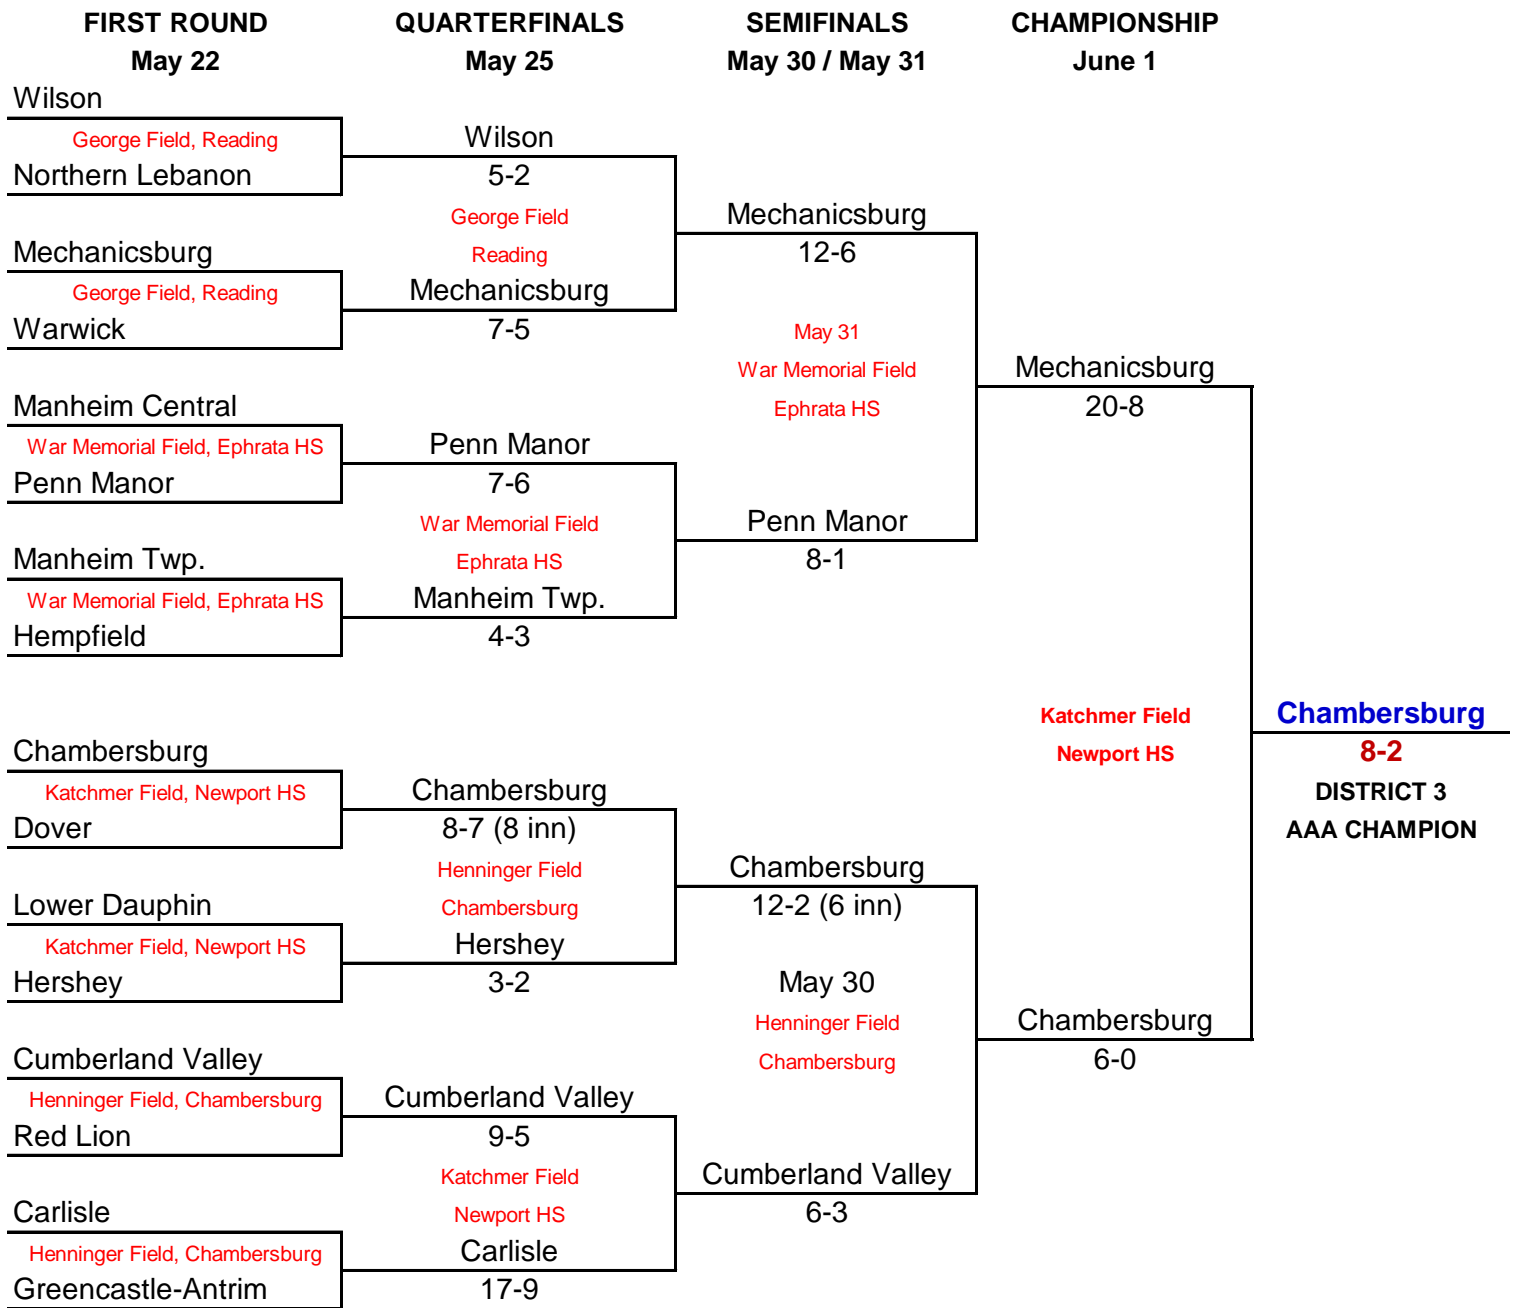 FIRST ROUND QUARTERFINALS SEMIFINALS CHAMPIONSHIP
May 22 May 25 May 30 / May 31 June 1
Wilson
George Field, Reading Wilson
Northern Lebanon 5-2
George Field Mechanicsburg
Mechanicsburg Reading 12-6
George Field, Reading Mechanicsburg
Warwick 7-5 May 31
War Memorial Field Mechanicsburg
Manheim Central Ephrata HS 20-8
War Memorial Field, Ephrata HS Penn Manor
Penn Manor 7-6
War Memorial Field Penn Manor
Manheim Twp. Ephrata HS 8-1
War Memorial Field, Ephrata HS Manheim Twp.
Hempfield 4-3
Katchmer Field Chambersburg
Chambersburg Newport HS 8-2
Katchmer Field, Newport HS Chambersburg DISTRICT 3
Dover 8-7 (8 inn) AAA CHAMPION
Henninger Field Chambersburg
Lower Dauphin Chambersburg 12-2 (6 inn)
Katchmer Field, Newport HS Hershey
Hershey 3-2 May 30
Henninger Field Chambersburg
Cumberland Valley Chambersburg 6-0
Henninger Field, Chambersburg Cumberland Valley
Red Lion 9-5
Katchmer Field Cumberland Valley
Carlisle Newport HS 6-3
Henninger Field, Chambersburg Carlisle
Greencastle-Antrim 17-9